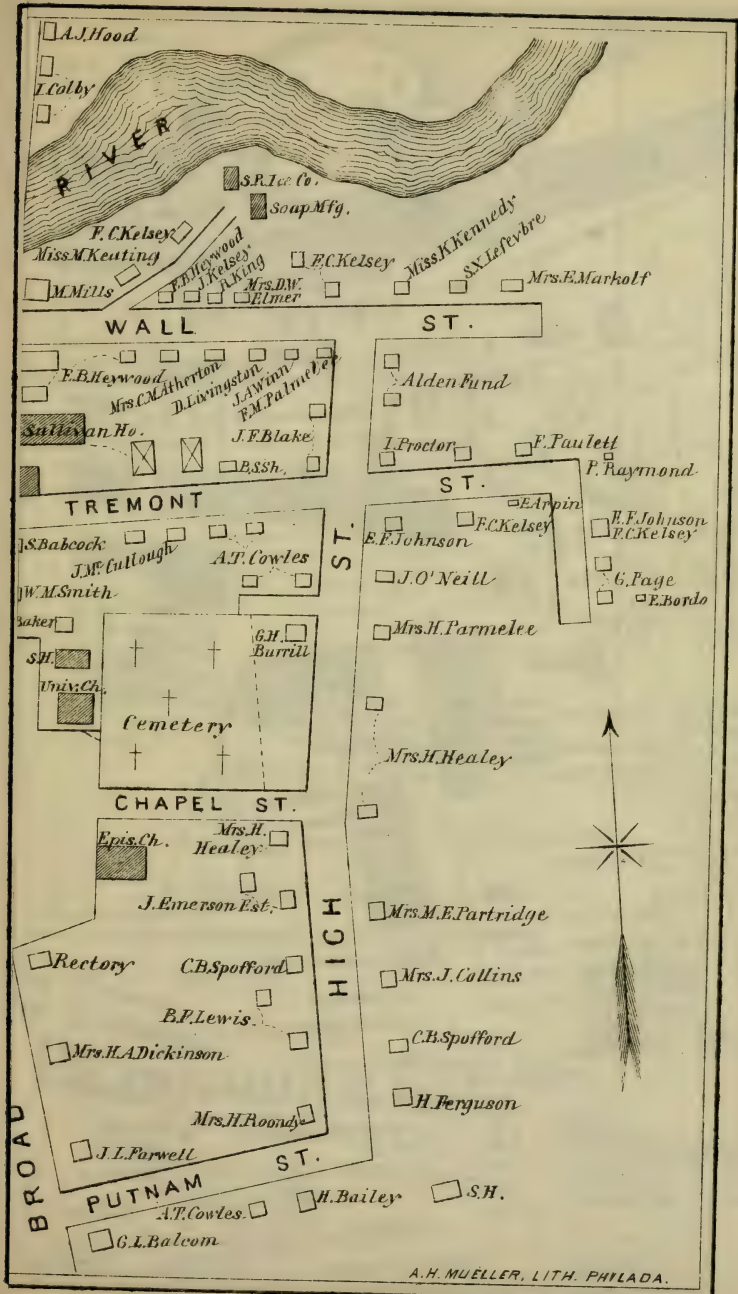 A.J.Hood
I.Colby
RIVER
S.R.Ice Co.
Soap Mfg.
F.C.Kelsey
Miss M.Keating
M.Mills
E.B.Heywood
J.Kelsey
R.King
Mrs.D.W.
Elmer
F.C.Kelsey
Miss.K.Kennedy
S.X.Lefevbre
Mrs.E.Markolf
WALL ST.
E.B.Heywood
Mrs.C.M.Atherton
D.Livingston
J.A.Winn
F.M.Palmelee
Alden Fund
Sullivan Ho.
J.F.Blake
B.S.Sh.
I.Proctor
F.Paulett
P.Raymond
TREMONT ST.
E.Arpin
E.F.Johnson
F.C.Kelsey
E.F.Johnson
F.C.Kelsey
S.Babcock
J.McCullough
A.T.Cowles
J.O'Neill
G.Page
E.Bordo
W.M.Smith
Baker
G.H.
Burrill
Mrs.H.Parmelee
S.H.
Univ.Ch.
Cemetery
Mrs.H.Healey
CHAPEL ST.
Epis.Ch.
Mrs.H.
Healey
J.Emerson Est.
HIGH ST.
Mrs.M.E.Partridge
Rectory
C.B.Spofford
Mrs.J.Collins
B.F.Lewis.
C.B.Spofford
Mrs.H.A.Dickinson
H.Ferguson
Mrs.H.Roondy
J.L.Farwell
BROAD
PUTNAM ST.
A.T.Cowles.
H.Bailey
S.H.
G.L.Balcom
A.H. MUELLER, LITH. PHILADA.